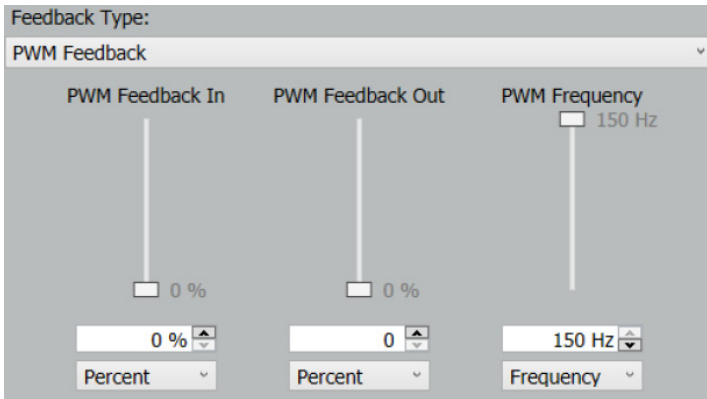 Feedback Type:
PWM Feedback
PWM Feedback In PWM Feedback Out PWM Frequency
150 Hz
0 % 0 %
0 % 0 150 Hz
Percent Percent Frequency